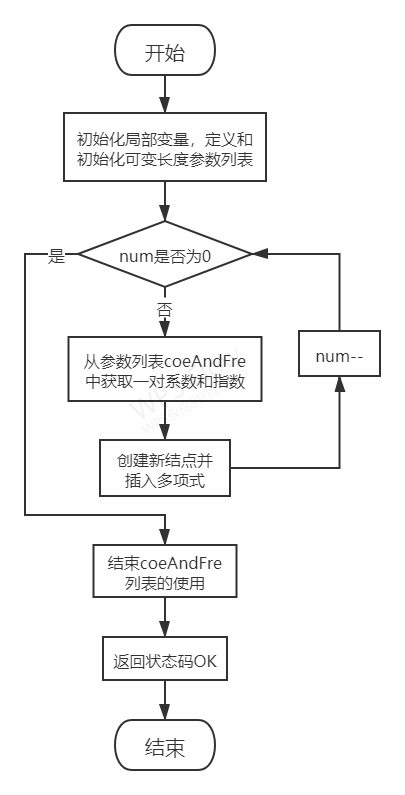 开始
初始化局部变量，定义和
初始化可变长度参数列表
num是否为0
是
否
从参数列表coeAndFre
中获取一对系数和指数
num--
创建新结点并
插入多项式
结束coeAndFre
列表的使用
返回状态码OK
结束